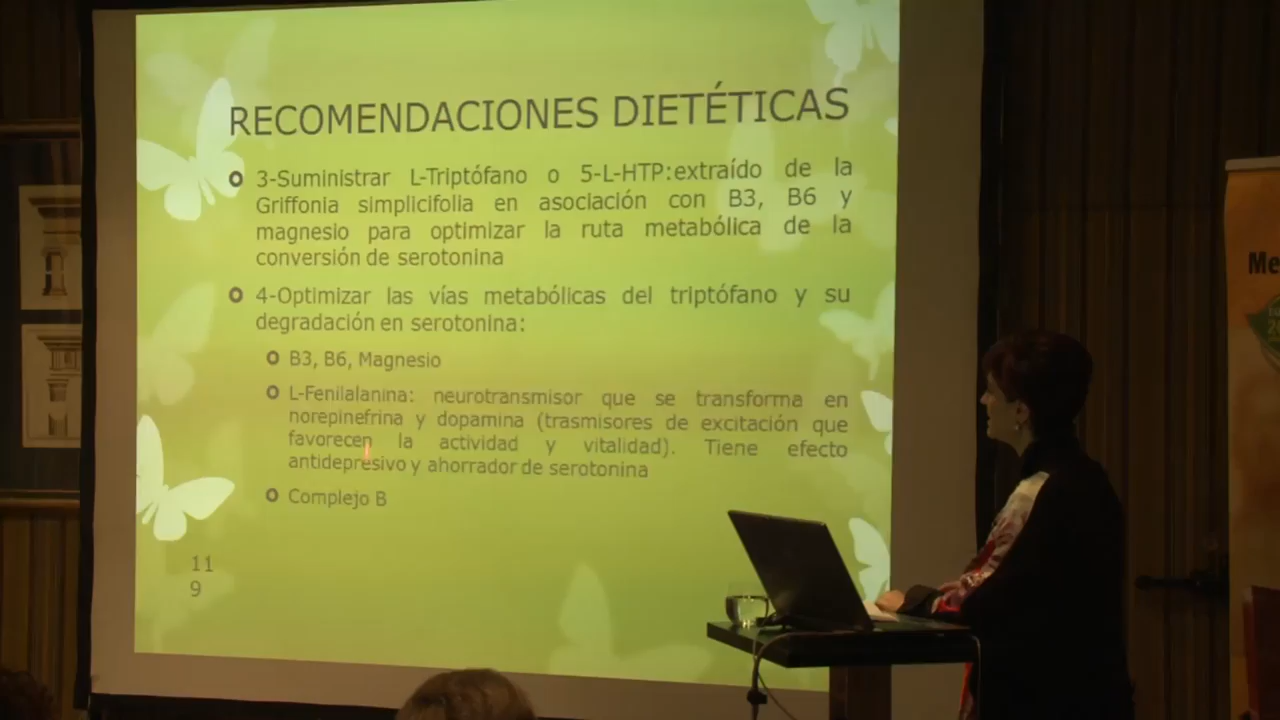 RECOMENDACIONES DIETÉTICAS
3-Suministrar L-Triptófano o 5-L-HTP:extraído de la
Griffonia simplicifolia en asociación con B3, B6 y
magnesio para optimizar la ruta metabólica de la
conversión de serotonina
4-Optimizar las vías metabólicas del triptófano y su
degradación en serotonina:
B3, B6, Magnesio
L-Fenilalanina: neurotransmisor que se transforma en
norepinefrina y dopamina (trasmisores de excitación que
favorecen la actividad y vitalidad). Tiene efecto
antidepresivo y ahorrador de serotonina
Complejo B
11
9
Me